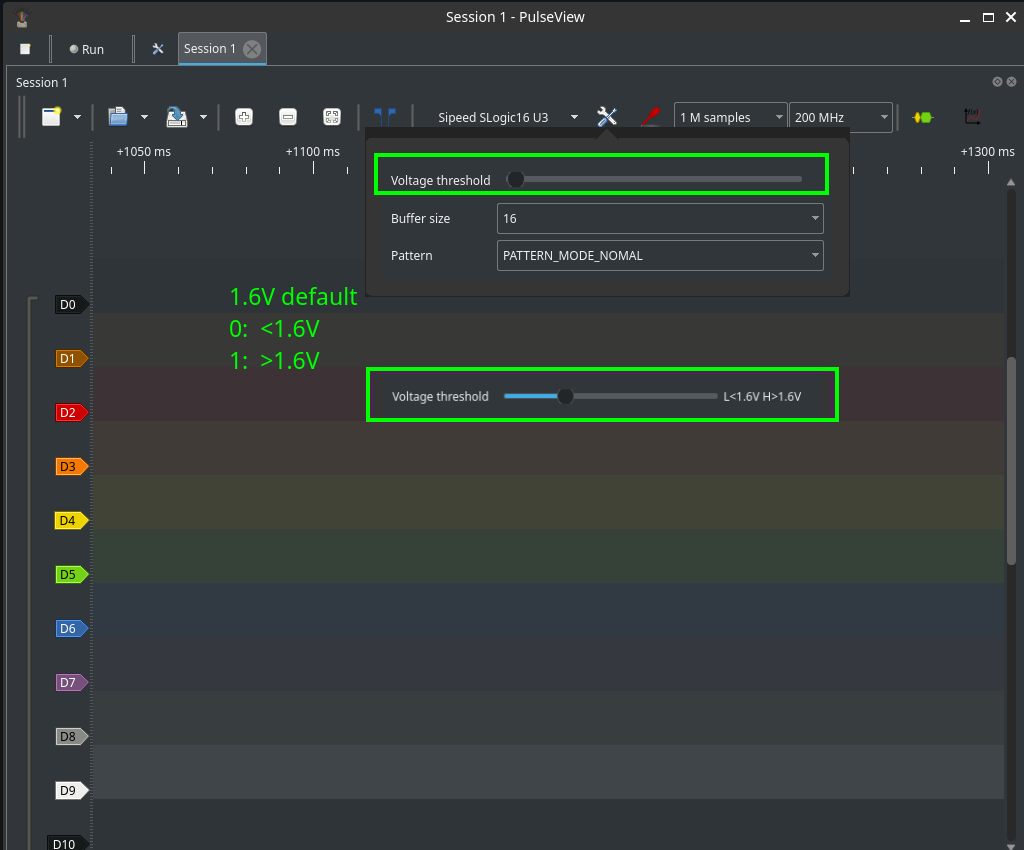 Session 1 - PulseView
Run
Session 1
Session 1
Sipeed SLogic16 U3
1 M samples
200 MHz
+1050 ms
+1100 ms
+1300 ms
Voltage threshold
Buffer size
16
Pattern
PATTERN_MODE_NOMAL
1.6V default
0: <1.6V
1: >1.6V
Voltage threshold
L<1.6V H>1.6V
D0
D1
D2
D3
D4
D5
D6
D7
D8
D9
D10